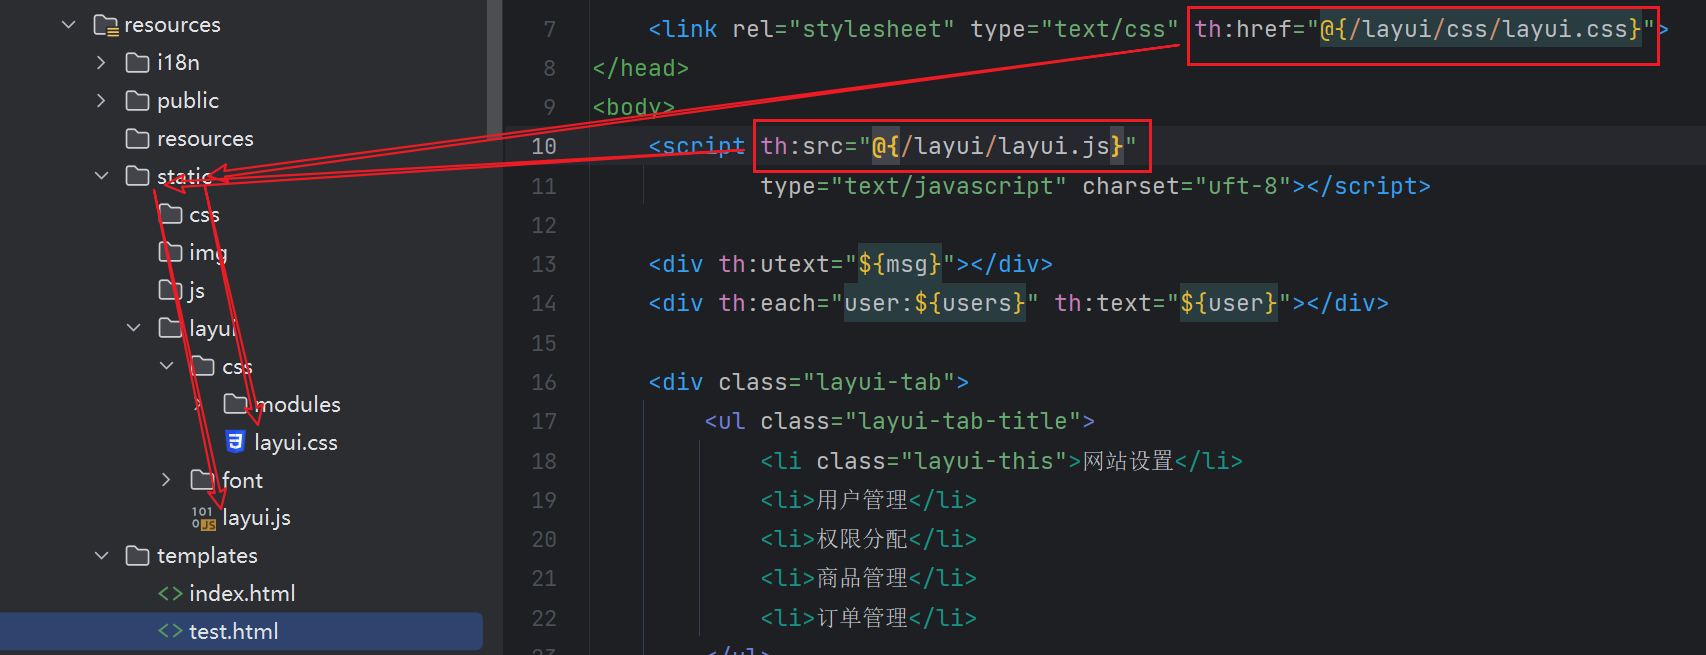 resources
i18n
public
resources
static
css
img
js
layui
css
modules
layui.css
font
layui.js
templates
index.html
test.html
7 <link rel="stylesheet" type="text/css" th:href="@{/layui/css/layui.css}">
8 </head>
9 <body>
10 <script th:src="@{/layui/layui.js}"
11 type="text/javascript" charset="uft-8"></script>
12
13 <div th:utext="${msg}"></div>
14 <div th:each="user:${users}" th:text="${user}"></div>
15
16 <div class="layui-tab">
17 <ul class="layui-tab-title">
18 <li class="layui-this">网站设置</li>
19 <li>用户管理</li>
20 <li>权限分配</li>
21 <li>商品管理</li>
22 <li>订单管理</li>
23 </ul>